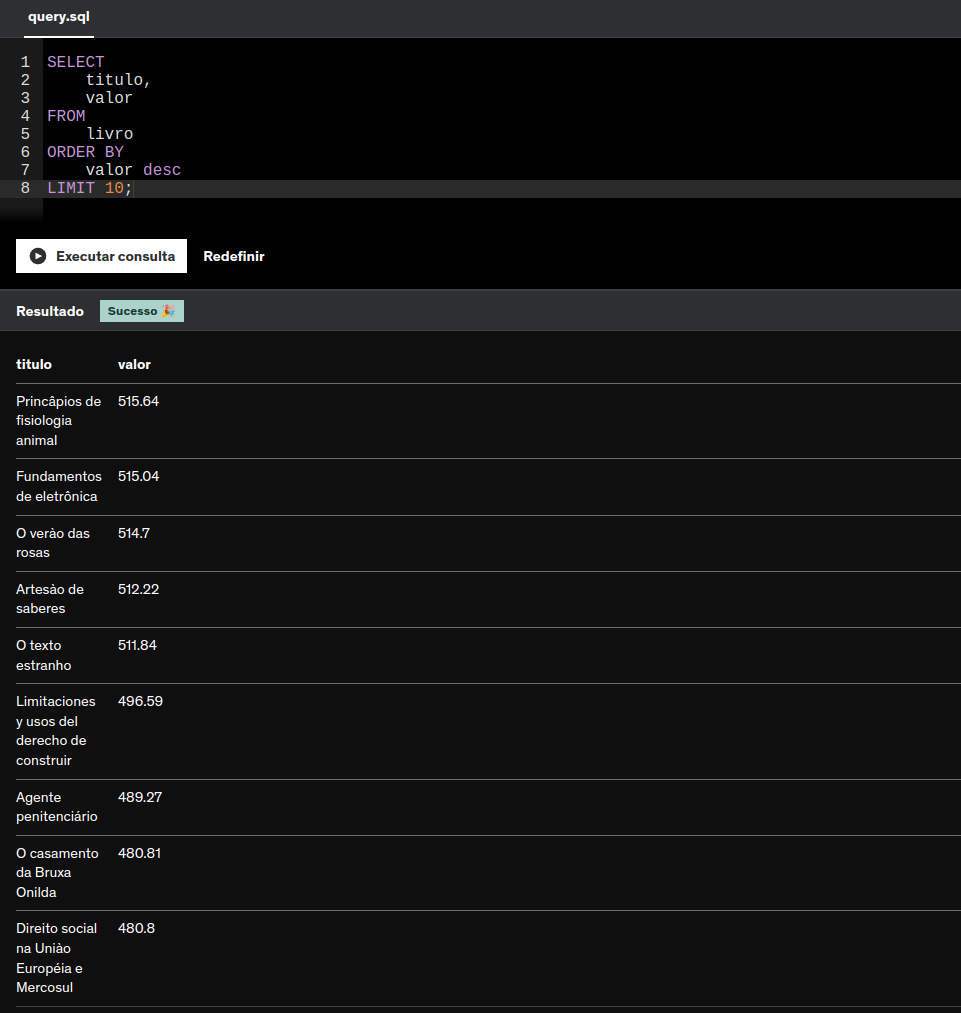 query.sql
1 SELECT
2 titulo,
3 valor
4 FROM
5 livro
6 ORDER BY
7 valor desc
8 LIMIT 10;
Executar consulta Redefinir
Resultado Sucesso 🎉
titulo valor
Princâpios de 515.64
fisiologia
animal
Fundamentos 515.04
de eletrônica
O verào das 514.7
rosas
Artesào de 512.22
saberes
O texto 511.84
estranho
Limitaciones 496.59
y usos del
derecho de
construir
Agente 489.27
penitenciário
O casamento 480.81
da Bruxa
Onilda
Direito social 480.8
na Uniào
Européia e
Mercosul